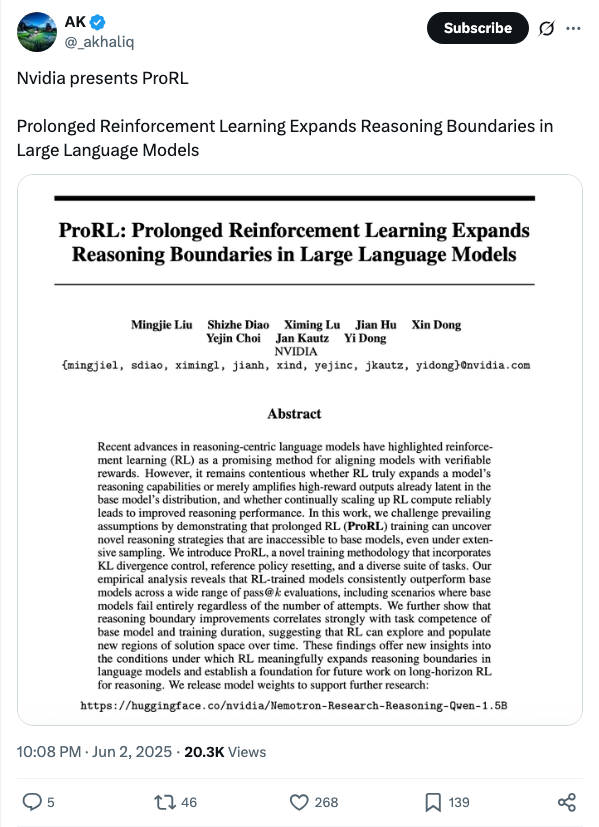 AK
@_akhaliq
Subscribe
Nvidia presents ProRL
Prolonged Reinforcement Learning Expands Reasoning Boundaries in
Large Language Models
ProRL: Prolonged Reinforcement Learning Expands
Reasoning Boundaries in Large Language Models
Mingjie Liu Shizhe Diao Ximing Lu Jian Hu Xin Dong
Yejin Choi Jan Kautz Yi Dong
NVIDIA
{mingjiel, sdiao, ximingl, jianh, xind, yejinc, jkautz, yidong}@nvidia.com
Abstract
Recent advances in reasoning-centric language models have highlighted reinforce-
ment learning (RL) as a promising method for aligning models with verifiable
rewards. However, it remains contentious whether RL truly expands a model's
reasoning capabilities or merely amplifies high-reward outputs already latent in the
base model's distribution, and whether continually scaling up RL compute reliably
leads to improved reasoning performance. In this work, we challenge prevailing
assumptions by demonstrating that prolonged RL (ProRL) training can uncover
novel reasoning strategies that are inaccessible to base models, even under exten-
sive sampling. We introduce ProRL, a novel training methodology that incorporates
KL divergence control, reference policy resetting, and a diverse suite of tasks. Our
empirical analysis reveals that RL-trained models consistently outperform base
models across a wide range of pass@k evaluations, including scenarios where base
models fail entirely regardless of the number of attempts. We further show that
reasoning boundary improvements correlates strongly with task competence of
base model and training duration, suggesting that RL can explore and populate
new regions of solution space over time. These findings offer new insights into
the conditions under which RL meaningfully expands reasoning boundaries in
language models and establish a foundation for future work on long-horizon RL
for reasoning. We release model weights to support further research:
https://huggingface.co/nvidia/Nemotron-Research-Reasoning-Qwen-1.5B
10:08 PM · Jun 2, 2025 · 20.3K Views
5 46 268 139